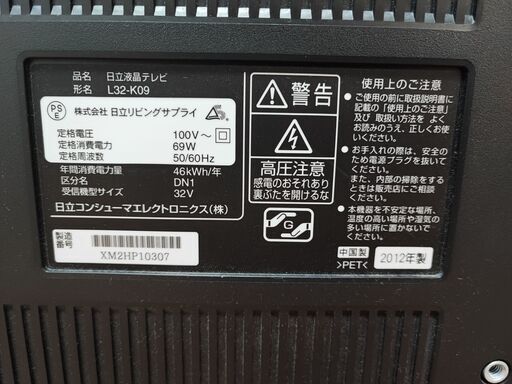 品名 日立液晶テレビ
形名 L32-K09
PS
E
株式会社 日立リビングサプライ
定格電圧 100V～
定格消費電力 69W
定格周波数 50/60Hz
年間消費電力量 46kWh/年
区分名 DN1
受信機型サイズ 32V
日立コンシューマエレクトロニクス(株)
製造
番号
XM2HP10307
警告
高圧注意
感電のおそれあり
裏ぶたを開けるな
G
使用上のご注意
●ご使用の前に取扱説明書に
記載の「使用上のご注意」
及び 取扱い方法を よく
お読みのうえ、正しくお使
いください。
●お手入れの際は、安全の
ため電源プラグを抜いて
ください。
また、内部の掃除をする
ときは販売店にご相談
ください。
●本機器を不安定な場所、
高温な場所や湿気の
多い場所に置かないで
ください。
中国製
>PET<
2012年製